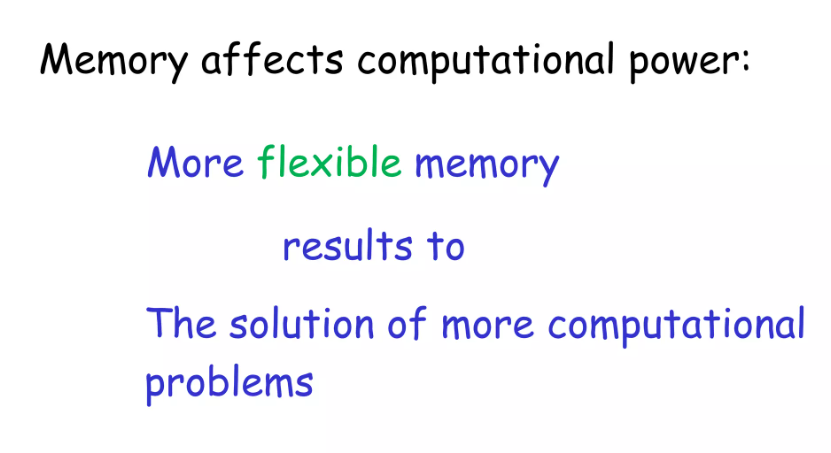 Memory affects computational power:
More flexible memory
results to
The solution of more computational
problems